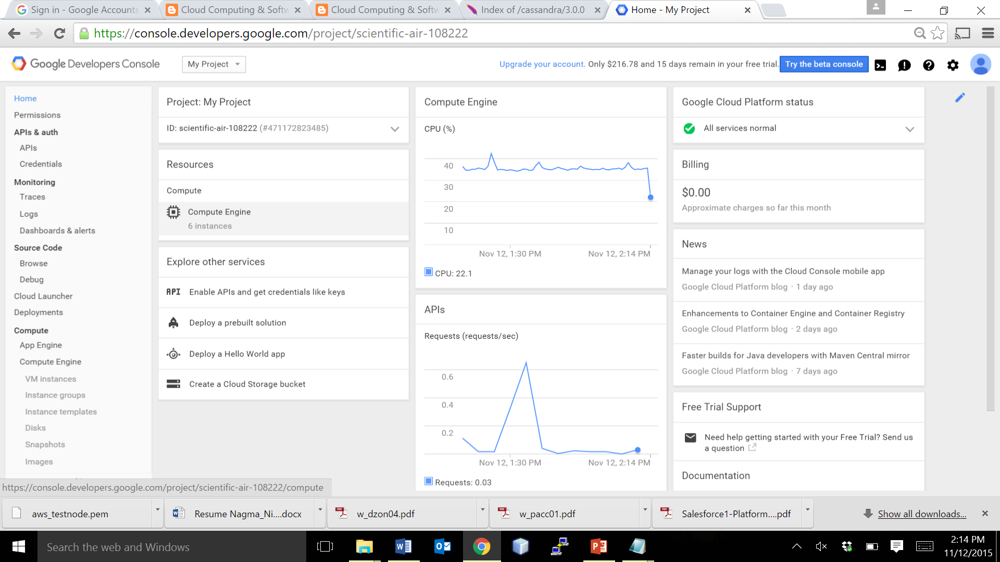 Sign in - Google Accounts
Cloud Computing & Softw
Cloud Computing & Softw
Index of /cassandra/3.0.0
Home - My Project
https://console.developers.google.com/project/scientific-air-108222
Google Developers Console
My Project
Upgrade your account. Only $216.78 and 15 days remain in your free trial.
Try the beta console
Home
Permissions
APIs & auth
APIs
Credentials
Monitoring
Traces
Logs
Dashboards & alerts
Source Code
Browse
Debug
Cloud Launcher
Deployments
Compute
App Engine
Compute Engine
VM instances
Instance groups
Instance templates
Disks
Snapshots
Images
Project: My Project
ID: scientific-air-108222 (#471172823485)
Resources
Compute
Compute Engine
6 instances
Explore other services
API Enable APIs and get credentials like keys
Deploy a prebuilt solution
Deploy a Hello World app
Create a Cloud Storage bucket
Compute Engine
CPU (%)
40
30
20
10
Nov 12, 1:30 PM
Nov 12, 2:14 PM
CPU: 22.1
APIs
Requests (requests/sec)
0.6
0.4
0.2
Nov 12, 1:30 PM
Nov 12, 2:14 PM
Requests: 0.03
Google Cloud Platform status
All services normal
Billing
$0.00
Approximate charges so far this month
News
Manage your logs with the Cloud Console mobile app
Google Cloud Platform blog · 1 day ago
Enhancements to Container Engine and Container Registry
Google Cloud Platform blog · 2 days ago
Faster builds for Java developers with Maven Central mirror
Google Cloud Platform blog · 7 days ago
Free Trial Support
Need help getting started with your Free Trial? Send us
a question
Documentation
https://console.developers.google.com/project/scientific-air-108222/compute
aws_testnode.pem
Resume Nagma_Ni....docx
w_dzon04.pdf
w_pacc01.pdf
Salesforce1-Platform....pdf
Show all downloads...
Search the web and Windows
2:14 PM
11/12/2015